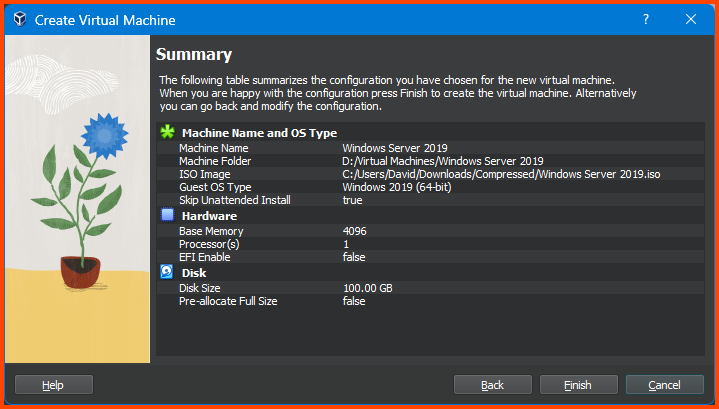 Create Virtual Machine
Summary
The following table summarizes the configuration you have chosen for the new virtual machine.
When you are happy with the configuration press Finish to create the virtual machine. Alternatively
you can go back and modify the configuration.
Machine Name and OS Type
Machine Name Windows Server 2019
Machine Folder D:/Virtual Machines/Windows Server 2019
ISO Image C:/Users/David/Downloads/Compressed/Windows Server 2019.iso
Guest OS Type Windows 2019 (64-bit)
Skip Unattended Install true
Hardware
Base Memory 4096
Processor(s) 1
EFI Enable false
Disk
Disk Size 100.00 GB
Pre-allocate Full Size false
Help Back Finish Cancel